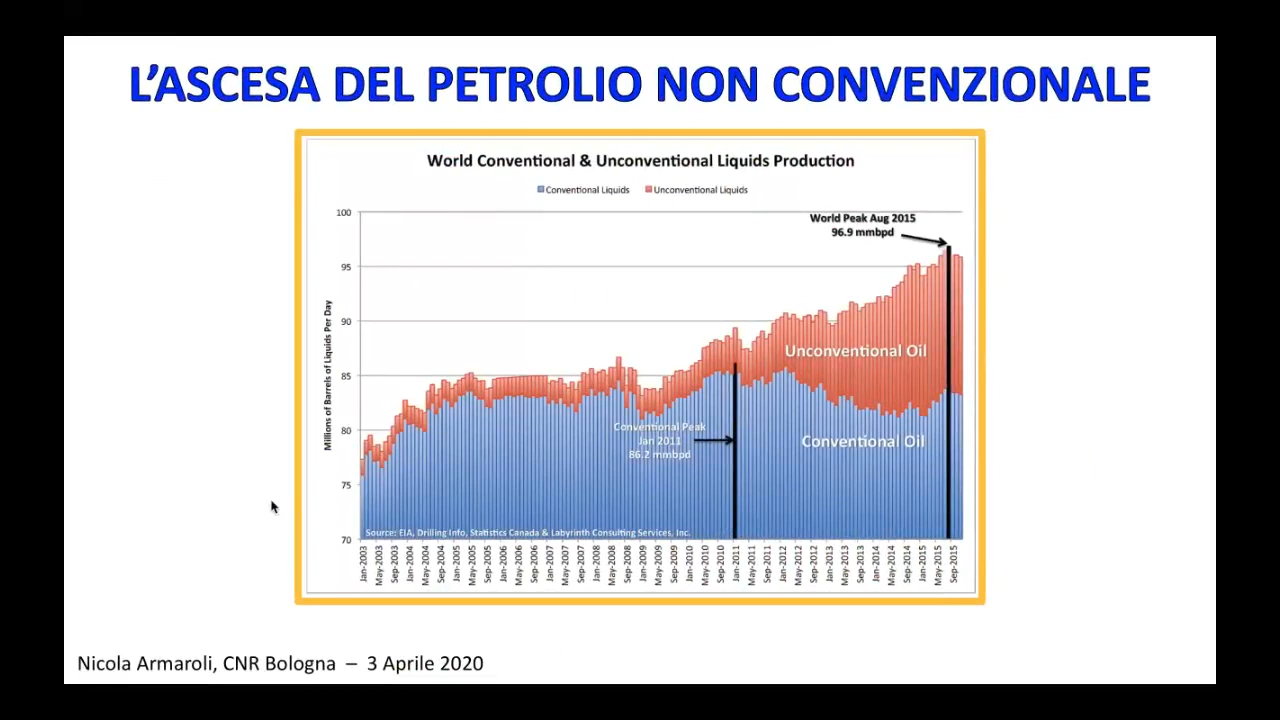 L'ASCESA DEL PETROLIO NON CONVENZIONALE
World Conventional & Unconventional Liquids Production
Conventional Liquids
Unconventional Liquids
World Peak Aug 2015
96.9 mmbpd
Millions of Barrels of Liquids Per Day
100
95
90
85
80
75
70
Unconventional Oil
Conventional Peak
Jan 2011
86.2 mmbpd
Conventional Oil
Source: EIA, Drilling Info, Statistics Canada & Labyrinth Consulting Services, Inc.
Jan-2003
May-2003
Sep-2003
Jan-2004
May-2004
Sep-2004
Jan-2005
May-2005
Sep-2005
Jan-2006
May-2006
Sep-2006
Jan-2007
May-2007
Sep-2007
Jan-2008
May-2008
Sep-2008
Jan-2009
May-2009
Sep-2009
Jan-2010
May-2010
Sep-2010
Jan-2011
May-2011
Sep-2011
Jan-2012
May-2012
Sep-2012
Jan-2013
May-2013
Sep-2013
Jan-2014
May-2014
Sep-2014
Jan-2015
May-2015
Sep-2015
Nicola Armaroli, CNR Bologna – 3 Aprile 2020